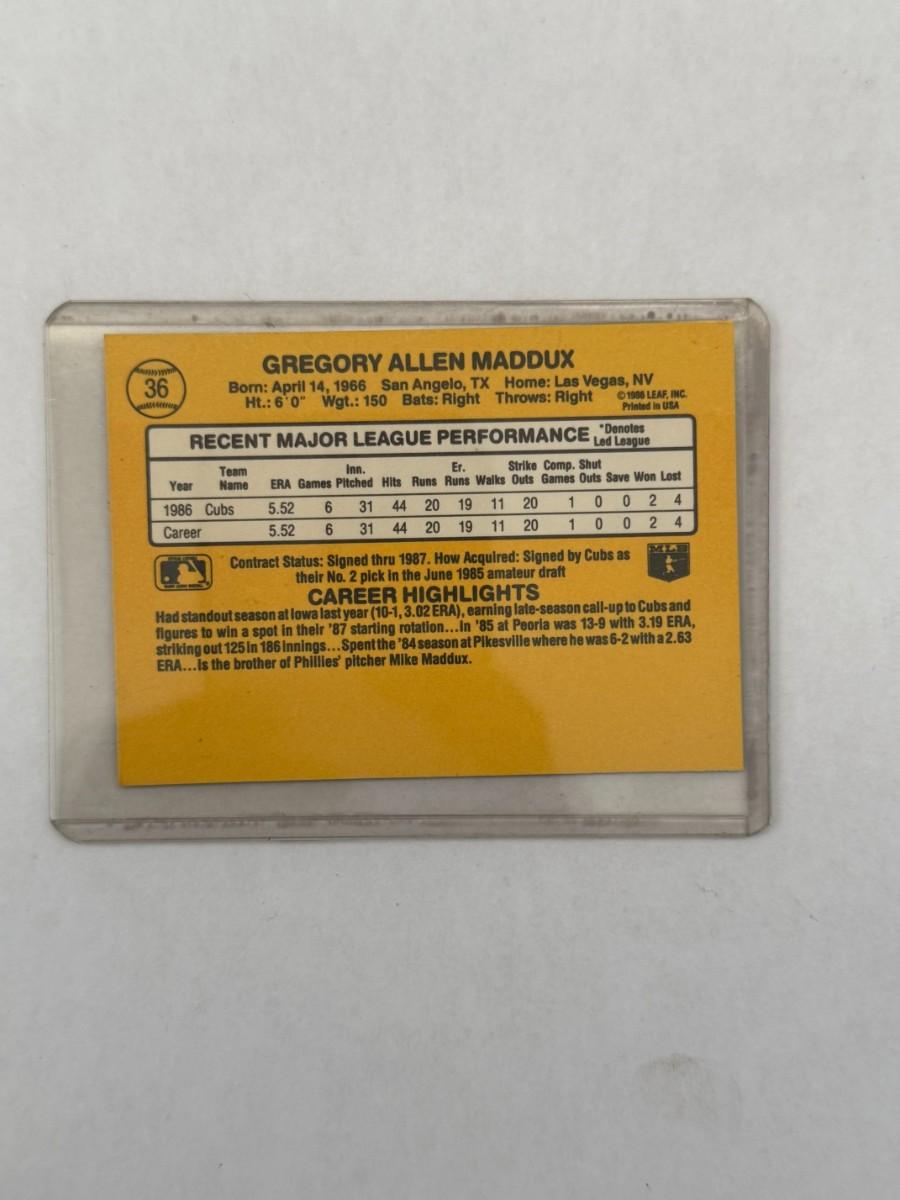 36
GREGORY ALLEN MADDUX
Born: April 14, 1966 San Angelo, TX Home: Las Vegas, NV
Ht.: 6'0" Wgt.: 150 Bats: Right Throws: Right
©1986 LEAF, INC.
Printed in USA
RECENT MAJOR LEAGUE PERFORMANCE *Denotes Led League
Year Team Name ERA Games Inn. Pitched Hits Runs Er. Runs Walks Strike Outs Comp. Games Shut Outs Save Won Lost
1986 Cubs 5.52 6 31 44 20 19 11 20 1 0 0 2 4
Career 5.52 6 31 44 20 19 11 20 1 0 0 2 4
Contract Status: Signed thru 1987. How Acquired: Signed by Cubs as
their No. 2 pick in the June 1985 amateur draft
MLB
CAREER HIGHLIGHTS
Had standout season at Iowa last year (10-1, 3.02 ERA), earning late-season call-up to Cubs and
figures to win a spot in their '87 starting rotation...In '85 at Peoria was 13-9 with 3.19 ERA,
striking out 125 in 186 innings...Spent the '84 season at Pikesville where he was 6-2 with a 2.63
ERA...Is the brother of Phillies' pitcher Mike Maddux.